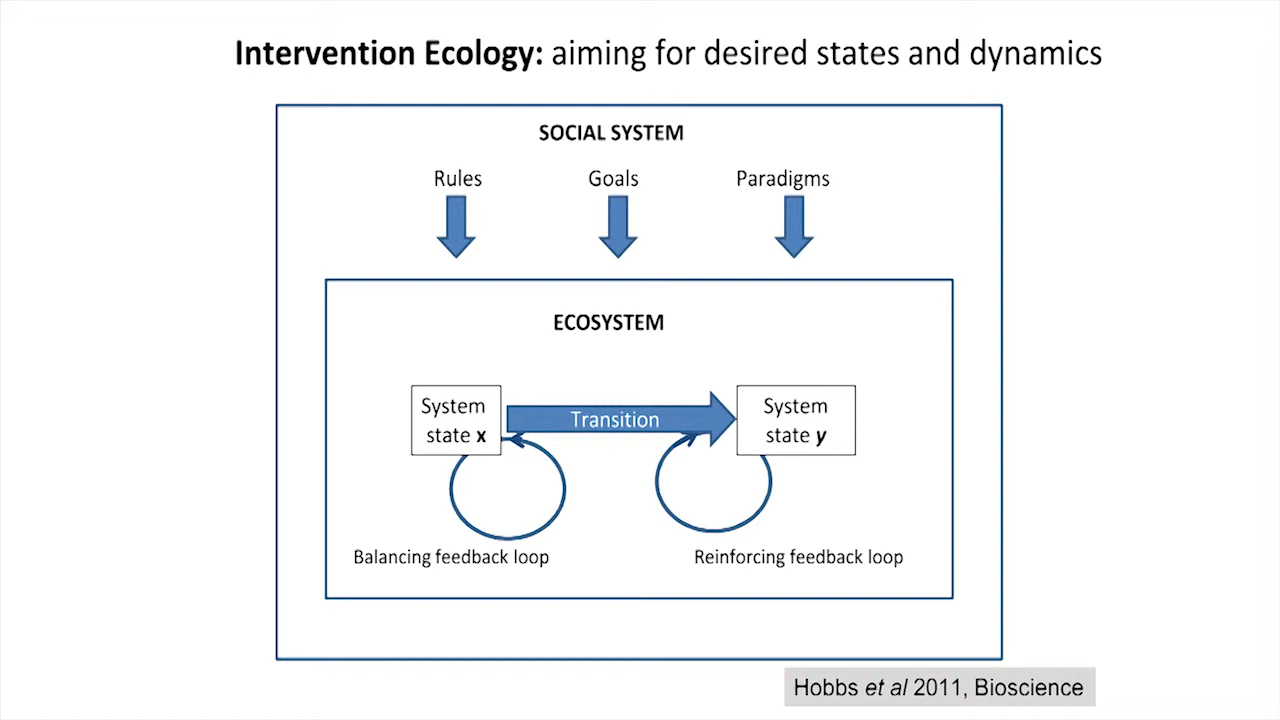 Intervention Ecology: aiming for desired states and dynamics
SOCIAL SYSTEM
Rules Goals Paradigms
ECOSYSTEM
System
state x
Transition
System
state y
Balancing feedback loop
Reinforcing feedback loop
Hobbs et al 2011, Bioscience